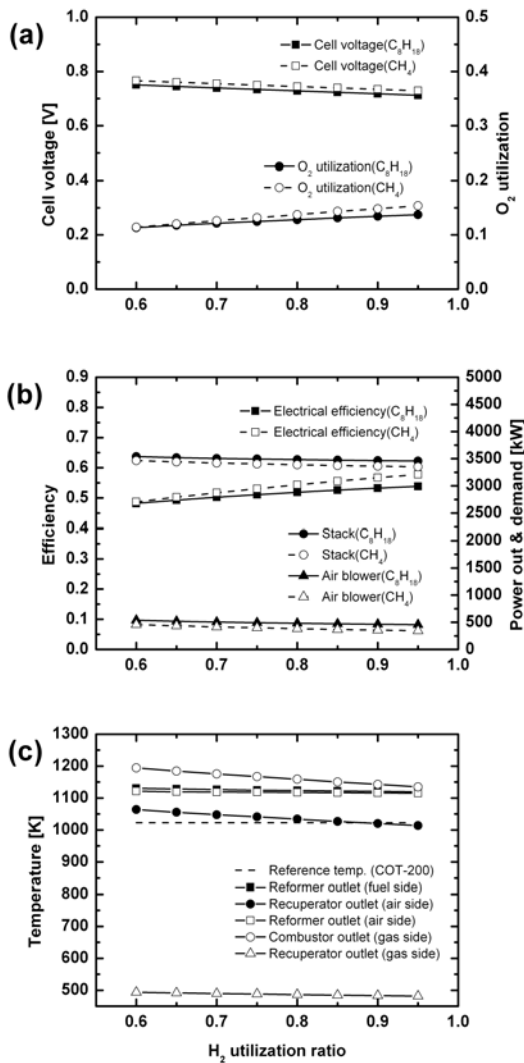 (a)
1.0
0.8
0.6
0.4
0.2
0.0
Cell voltage [V]
Cell voltage(C8H18)
Cell voltage(CH4)
O2 utilization(C8H18)
O2 utilization(CH4)
0.5
0.4
0.3
0.2
0.1
0.0
O2 utilization
0.6 0.7 0.8 0.9 1.0
(b)
0.9
0.8
0.7
0.6
0.5
0.4
0.3
0.2
0.1
0.0
Efficiency
Electrical efficiency(C8H18)
Electrical efficiency(CH4)
Stack(C8H18)
Stack(CH4)
Air blower(C8H18)
Air blower(CH4)
5000
4500
4000
3500
3000
2500
2000
1500
1000
500
0
Power out & demand [kW]
0.6 0.7 0.8 0.9 1.0
(c)
1300
1200
1100
1000
900
800
700
600
500
Temperature [K]
Reference temp. (COT-200)
Reformer outlet (fuel side)
Recuperator outlet (air side)
Reformer outlet (air side)
Combustor outlet (gas side)
Recuperator outlet (gas side)
0.6 0.7 0.8 0.9 1.0
H2 utilization ratio